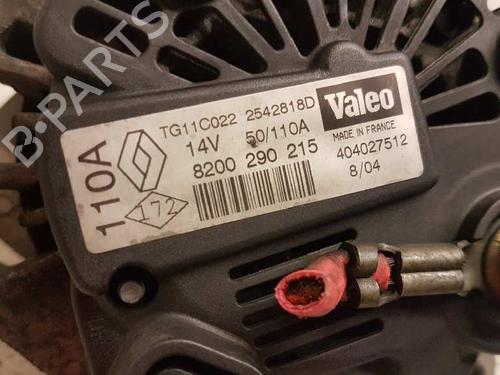 TG11C022 2542818D
14V 50/110A
8200 290 215
110A
172
Valeo
MADE IN FRANCE
404027512
8/04
B-PARTS